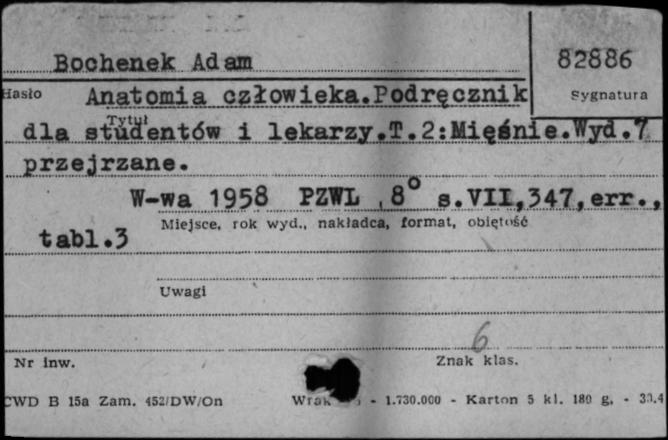 Bochenek Adam
82886
Hasło
Anatomia człowieka.Podręcznik
Sygnatura
Tytuł
dla studentów i lekarzy.T.2:Mięśnie.Wyd.7
przejrzane.
W-wa 1958 PZWL , 8° s.VII,347,err.,
Miejsce, rok wyd., nakładca, format, objętość
tabl.3
Uwagi
6
Nr inw.
Znak klas.
CWD B 15a Zam. 452/DW/On
- 1.730.000 - Karton 5 kl. 180 g. -